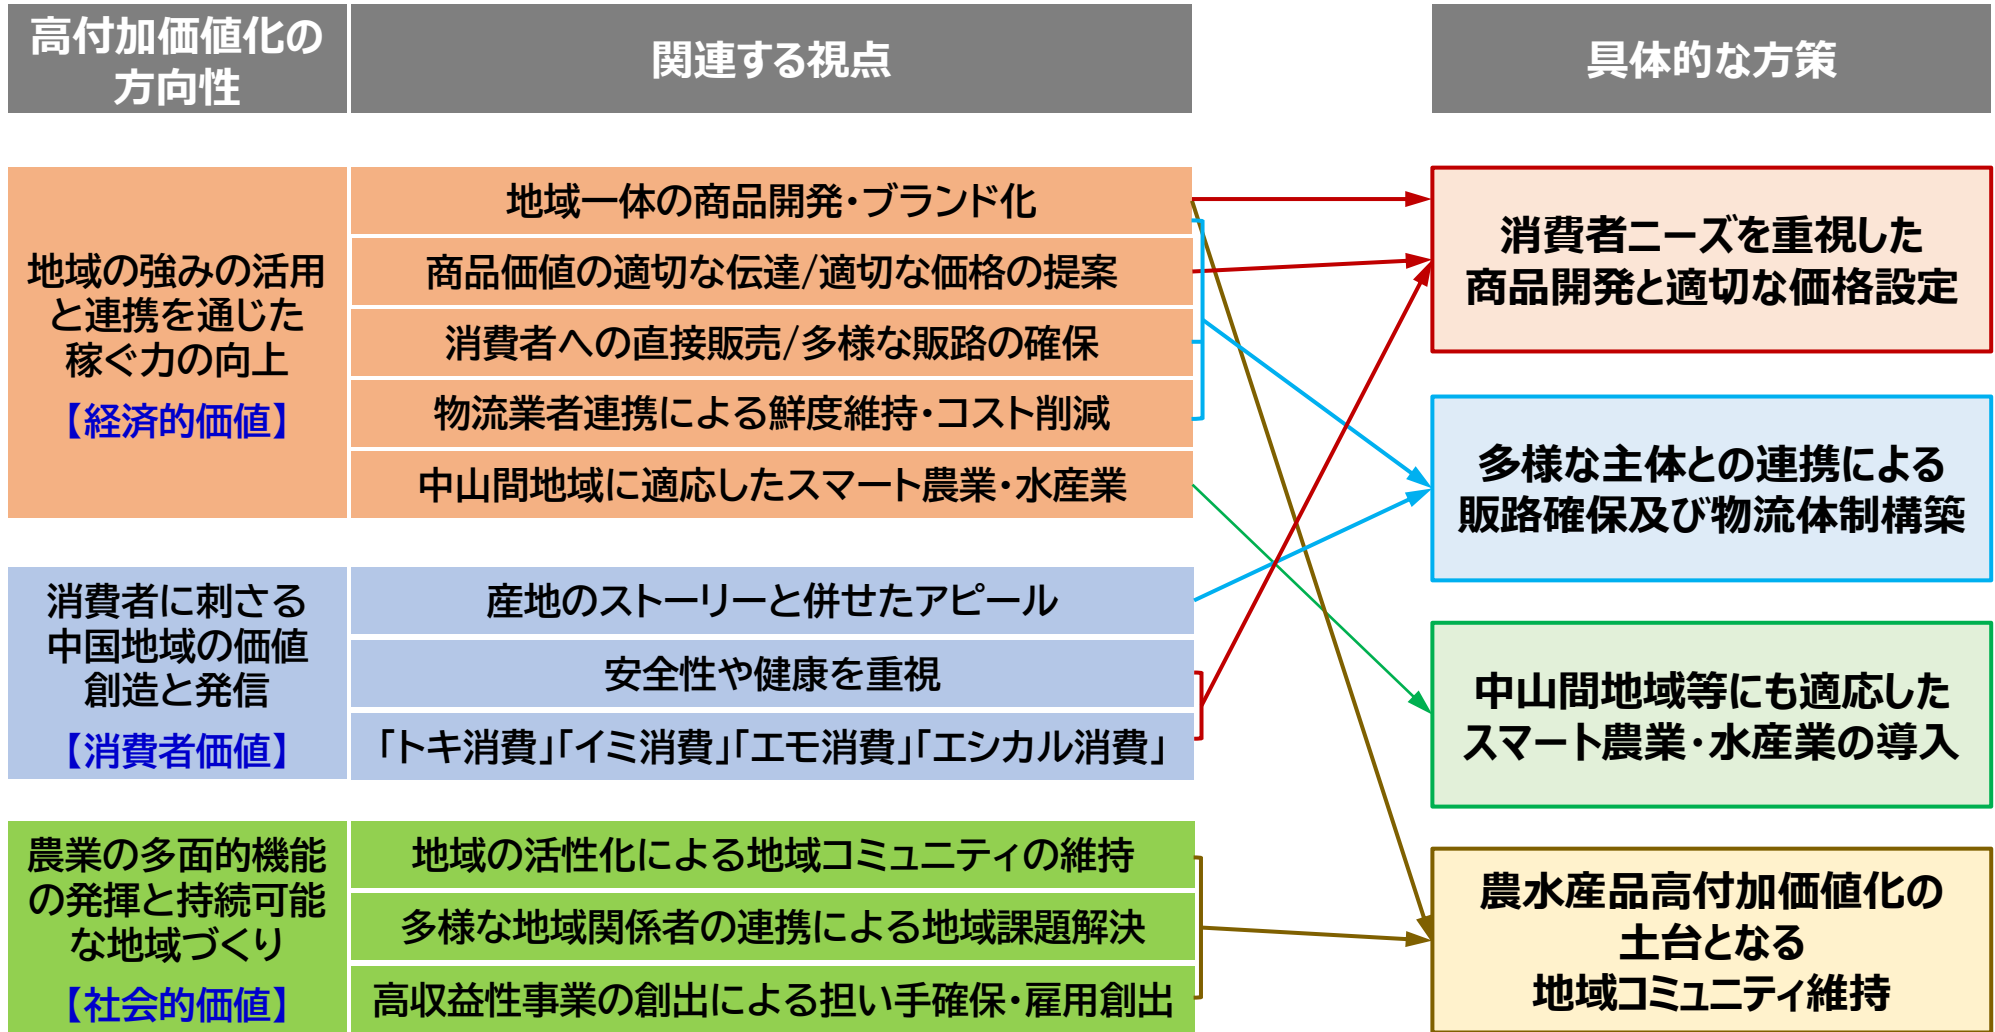 高付加価値化の
方向性
関連する視点
具体的な方策
地域の強みの活用
と連携を通じた
稼ぐ力の向上
【経済的価値】
地域一体の商品開発・ブランド化
商品価値の適切な伝達/適切な価格の提案
消費者への直接販売/多様な販路の確保
物流業者連携による鮮度維持・コスト削減
中山間地域に適応したスマート農業・水産業
消費者に刺さる
中国地域の価値
創造と発信
【消費者価値】
産地のストーリーと併せたアピール
安全性や健康を重視
「トキ消費」「イミ消費」「エモ消費」「エシカル消費」
農業の多面的機能
の発揮と持続可能
な地域づくり
【社会的価値】
地域の活性化による地域コミュニティの維持
多様な地域関係者の連携による地域課題解決
高収益性事業の創出による担い手確保・雇用創出
消費者ニーズを重視した
商品開発と適切な価格設定
多様な主体との連携による
販路確保及び物流体制構築
中山間地域等にも適応した
スマート農業・水産業の導入
農水産品高付加価値化の
土台となる
地域コミュニティ維持